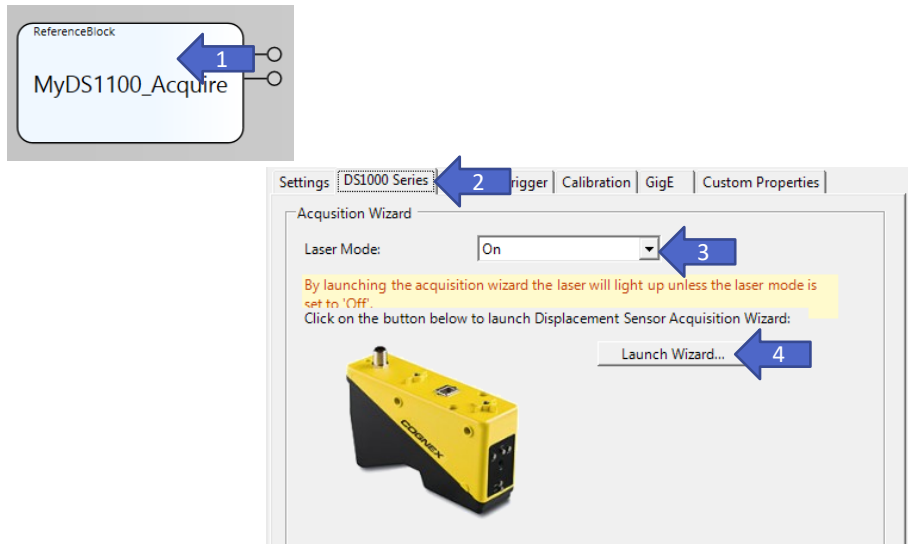 ReferenceBlock
MyDS1100_Acquire
1
Settings DS1000 Series 2 rigger Calibration GigE Custom Properties
Acqusition Wizard
Laser Mode: On 3
By launching the acquisition wizard the laser will light up unless the laser mode is
set to 'Off'.
Click on the button below to launch Displacement Sensor Acquisition Wizard:
Launch Wizard... 4
COGNEX